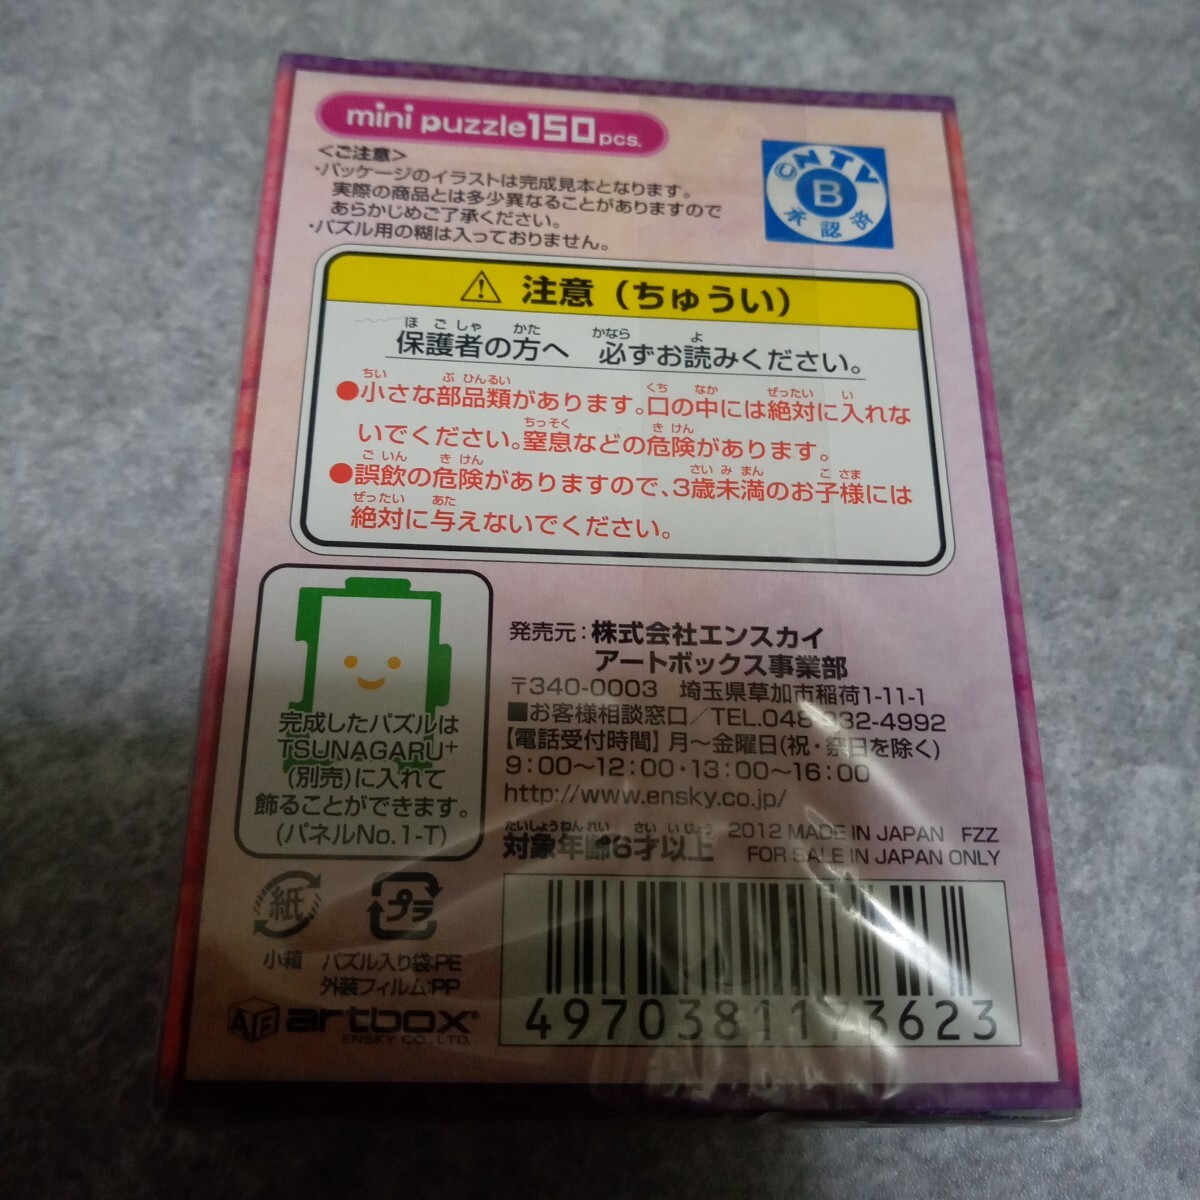 mini puzzle150pcs.
<ご注意>
・パッケージのイラストは完成見本となります。
実際の商品とは多少異なることがありますので
あらかじめご了承ください。
・パズル用の糊は入っておりません。
©NTV
B
承認済
注意（ちゅうい）
保護者の方へ 必ずお読みください。
●小さな部品類があります。口の中には絶対に入れな
いでください。窒息などの危険があります。
●誤飲の危険がありますので、3歳未満のお子様には
絶対に与えないでください。
完成したパズルは
TSUNAGARU+
(別売)に入れて
飾ることができます。
(パネルNo.1-T)
発売元：株式会社エンスカイ
アートボックス事業部
〒340-0003 埼玉県草加市稲荷1-11-1
■お客様相談窓口／TEL.048-232-4992
【電話受付時間】月～金曜日(祝・祭日を除く)
9：00～12：00・13：00～16：00
http://www.ensky.co.jp/
対象年齢6才以上
2012 MADE IN JAPAN FZZ
FOR SALE IN JAPAN ONLY
紙
小箱
プラ
パズル入り袋:PE
外装フィルム:PP
AB artbox
ENSKY CO., LTD.
4970381173623